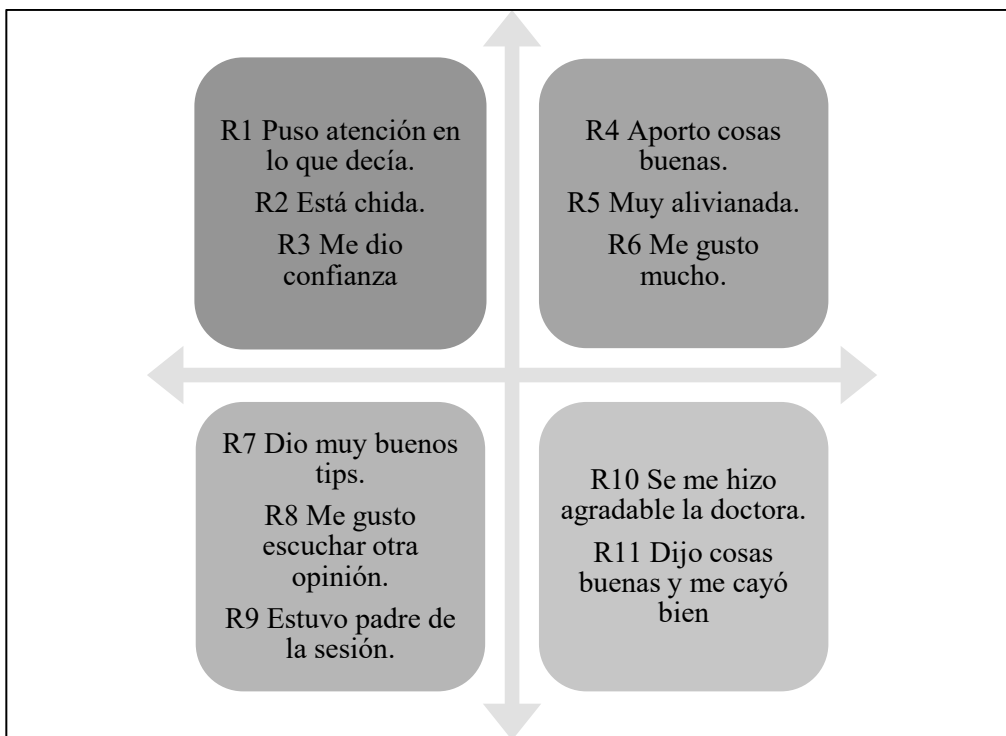 R1 Puso atención en
lo que decía.
R2 Está chida.
R3 Me dio
confianza
R4 Aporto cosas
buenas.
R5 Muy alivianada.
R6 Me gusto
mucho.
R7 Dio muy buenos
tips.
R8 Me gusto
escuchar otra
opinión.
R9 Estuvo padre de
la sesión.
R10 Se me hizo
agradable la doctora.
R11 Dijo cosas
buenas y me cayó
bien